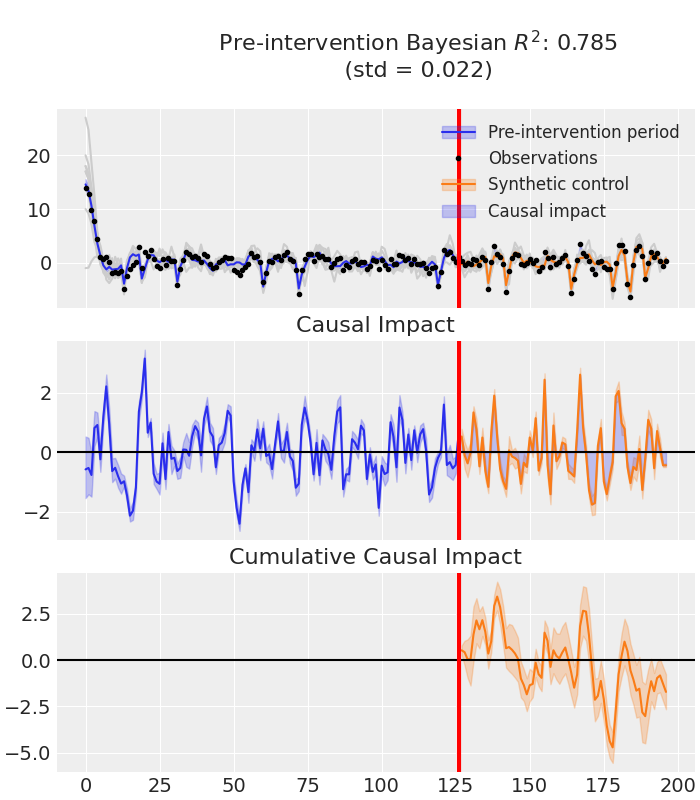 Pre-intervention Bayesian R²: 0.785
(std = 0.022)
Pre-intervention period
Observations
Synthetic control
Causal impact
20
10
0
Causal Impact
2
0
−2
Cumulative Causal Impact
2.5
0.0
−2.5
−5.0
0 25 50 75 100 125 150 175 200